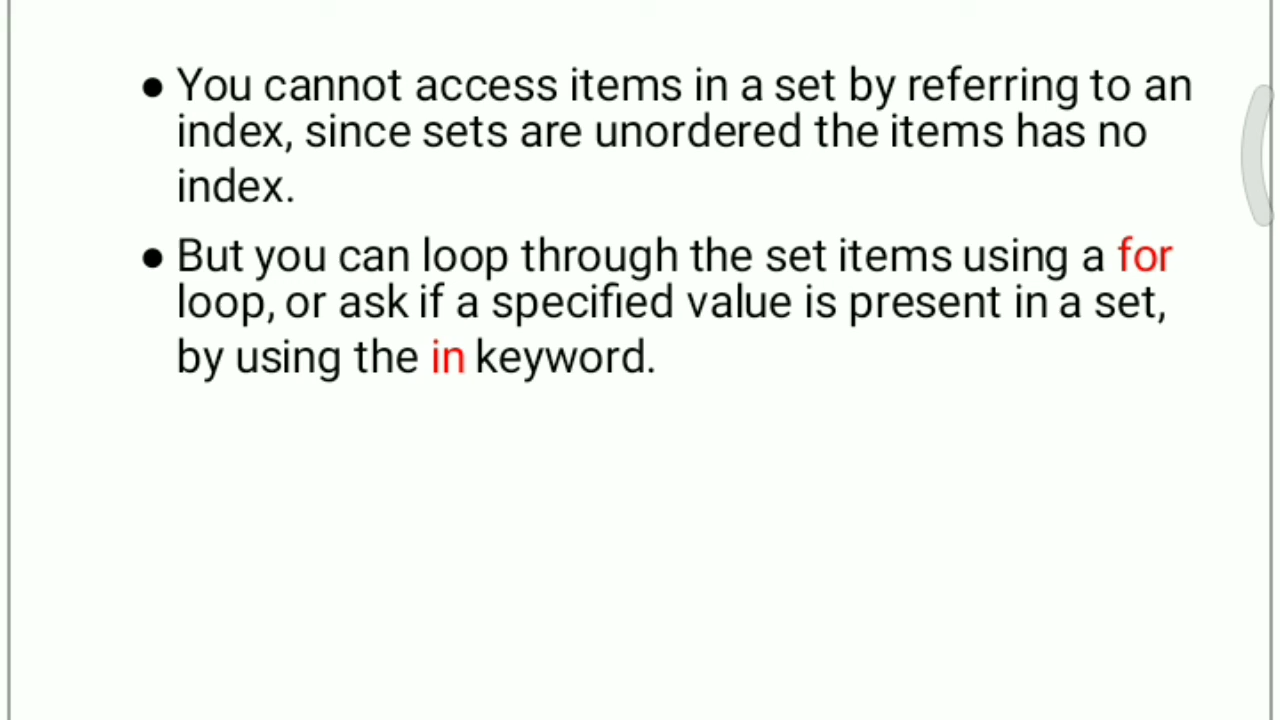 ● You cannot access items in a set by referring to an
index, since sets are unordered the items has no
index.
● But you can loop through the set items using a for
loop, or ask if a specified value is present in a set,
by using the in keyword.